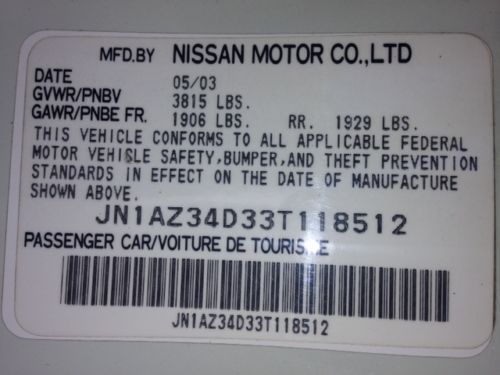 MFD.BY NISSAN MOTOR CO.,LTD
DATE 05/03
GVWR/PNBV 3815 LBS.
GAWR/PNBE FR. 1906 LBS. RR. 1929 LBS.
THIS VEHICLE CONFORMS TO ALL APPLICABLE FEDERAL
MOTOR VEHICLE SAFETY,BUMPER,AND THEFT PREVENTION
STANDARDS IN EFFECT ON THE DATE OF MANUFACTURE
SHOWN ABOVE.
JN1AZ34D33T118512
PASSENGER CAR/VOITURE DE TOURISME
JN1AZ34D33T118512